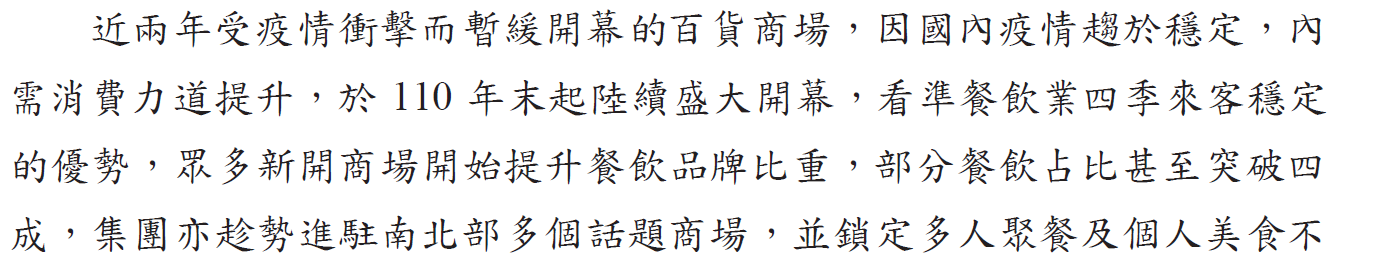 近兩年受疫情衝擊而暫緩開幕的百貨商場，因國內疫情趨於穩定，內
需消費力道提升，於 110 年末起陸續盛大開幕，看準餐飲業四季來客穩定
的優勢，眾多新開商場開始提升餐飲品牌比重，部分餐飲占比甚至突破四
成，集團亦趁勢進駐南北部多個話題商場，並鎖定多人聚餐及個人美食不